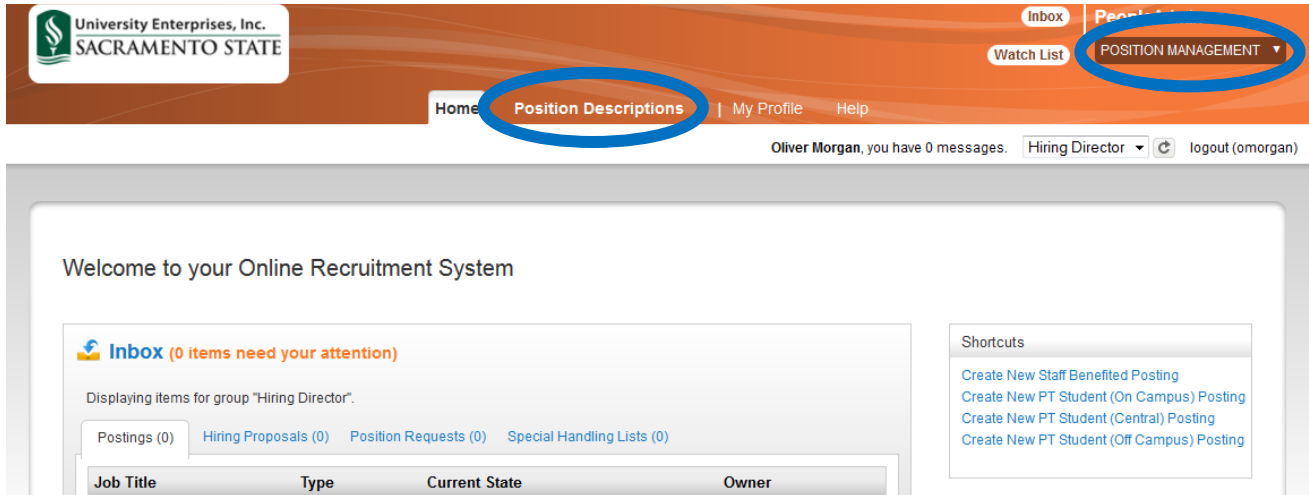 University Enterprises, Inc.
SACRAMENTO STATE
Inbox
Watch List
POSITION MANAGEMENT
Home Position Descriptions | My Profile Help
Oliver Morgan, you have 0 messages. Hiring Director logout (omorgan)
Welcome to your Online Recruitment System
Inbox (0 items need your attention)
Displaying items for group "Hiring Director".
Postings (0) Hiring Proposals (0) Position Requests (0) Special Handling Lists (0)
Job Title Type Current State Owner
Shortcuts
Create New Staff Benefited Posting
Create New PT Student (On Campus) Posting
Create New PT Student (Central) Posting
Create New PT Student (Off Campus) Posting